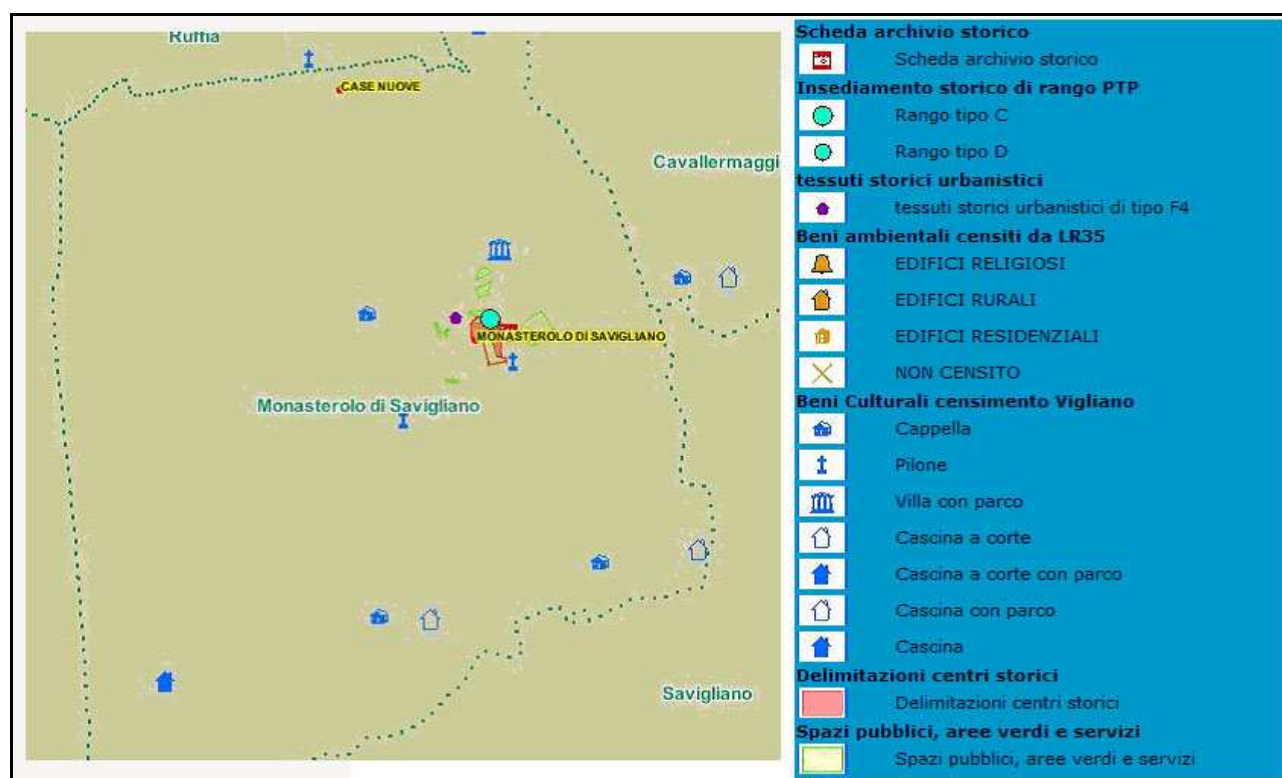 Ruffia
CASE NUOVE
Cavallermaggi
MONASTEROLO DI SAVIGLIANO
Monasterolo di Savigliano
Savigliano
Scheda archivio storico
Scheda archivio storico
Insediamento storico di rango PTP
Rango tipo C
Rango tipo D
tessuti storici urbanistici
tessuti storici urbanistici di tipo F4
Beni ambientali censiti da LR35
EDIFICI RELIGIOSI
EDIFICI RURALI
EDIFICI RESIDENZIALI
NON CENSITO
Beni Culturali censimento Vigliano
Cappella
Pilone
Villa con parco
Cascina a corte
Cascina a corte con parco
Cascina con parco
Cascina
Delimitazioni centri storici
Delimitazioni centri storici
Spazi pubblici, aree verdi e servizi
Spazi pubblici, aree verdi e servizi